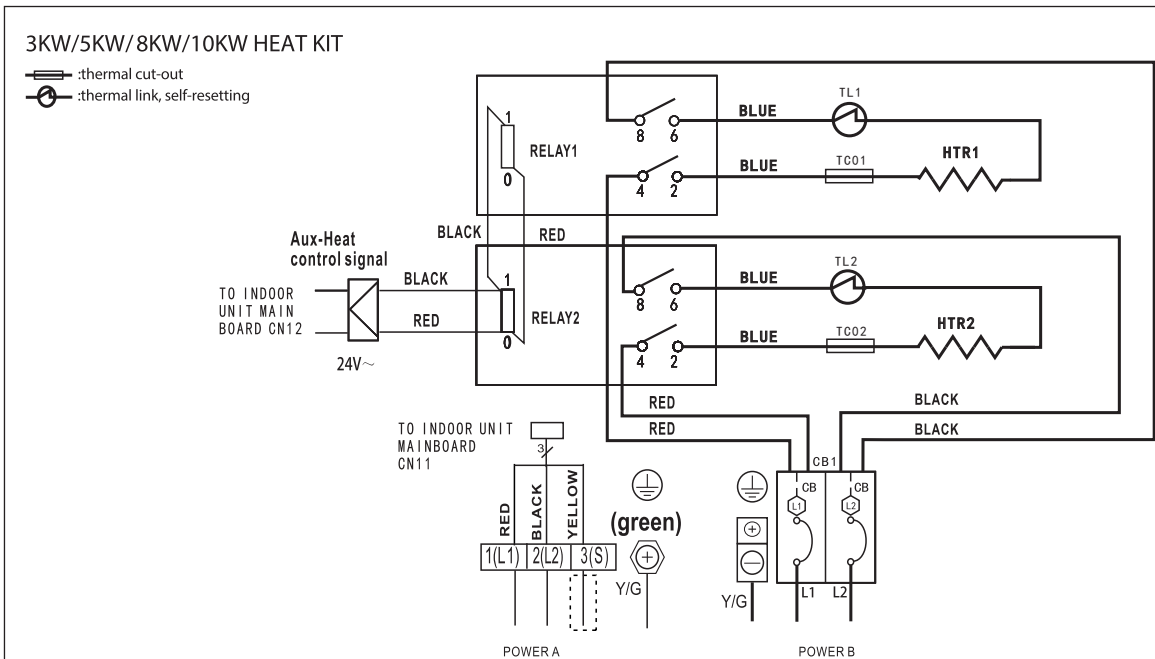 3KW/5KW/8KW/10KW HEAT KIT
:thermal cut-out
:thermal link, self-resetting
1
RELAY1
0
8 6
BLUE
TL1
4 2
BLUE
TCO1
HTR1
BLACK
RED
Aux-Heat
control signal
TO INDOOR
UNIT MAIN
BOARD CN12
BLACK
RED
24V~
1
RELAY2
0
8 6
BLUE
TL2
4 2
BLUE
TCO2
HTR2
RED
BLACK
RED
BLACK
TO INDOOR UNIT
MAINBOARD
CN11
3
RED
BLACK
YELLOW
1(L1) 2(L2) 3(S)
(green)
Y/G
Y/G
CB1
CB CB
L1 L2
L1 L2
POWER A
POWER B